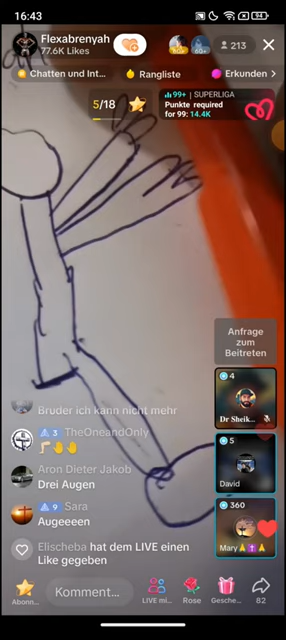 16:43
94
Flexabrenyah
77.6K Likes
213
Chatten und Int...
Rangliste
Erkunden >
5/18
99+ | SUPERLIGA
Punkte required
for 99: 14.4K
Anfrage
zum
Beitreten
4
Dr Sheik...
5
David
360
Mary
Bruder ich kann nicht mehr
3 TheOneandOnly
Aron Dieter Jakob
Drei Augen
9 Sara
Augeeeen
Elischeba hat dem LIVE einen
Like gegeben
Abonn...
Komment...
LIVE mi...
Rose
Gesche...
82